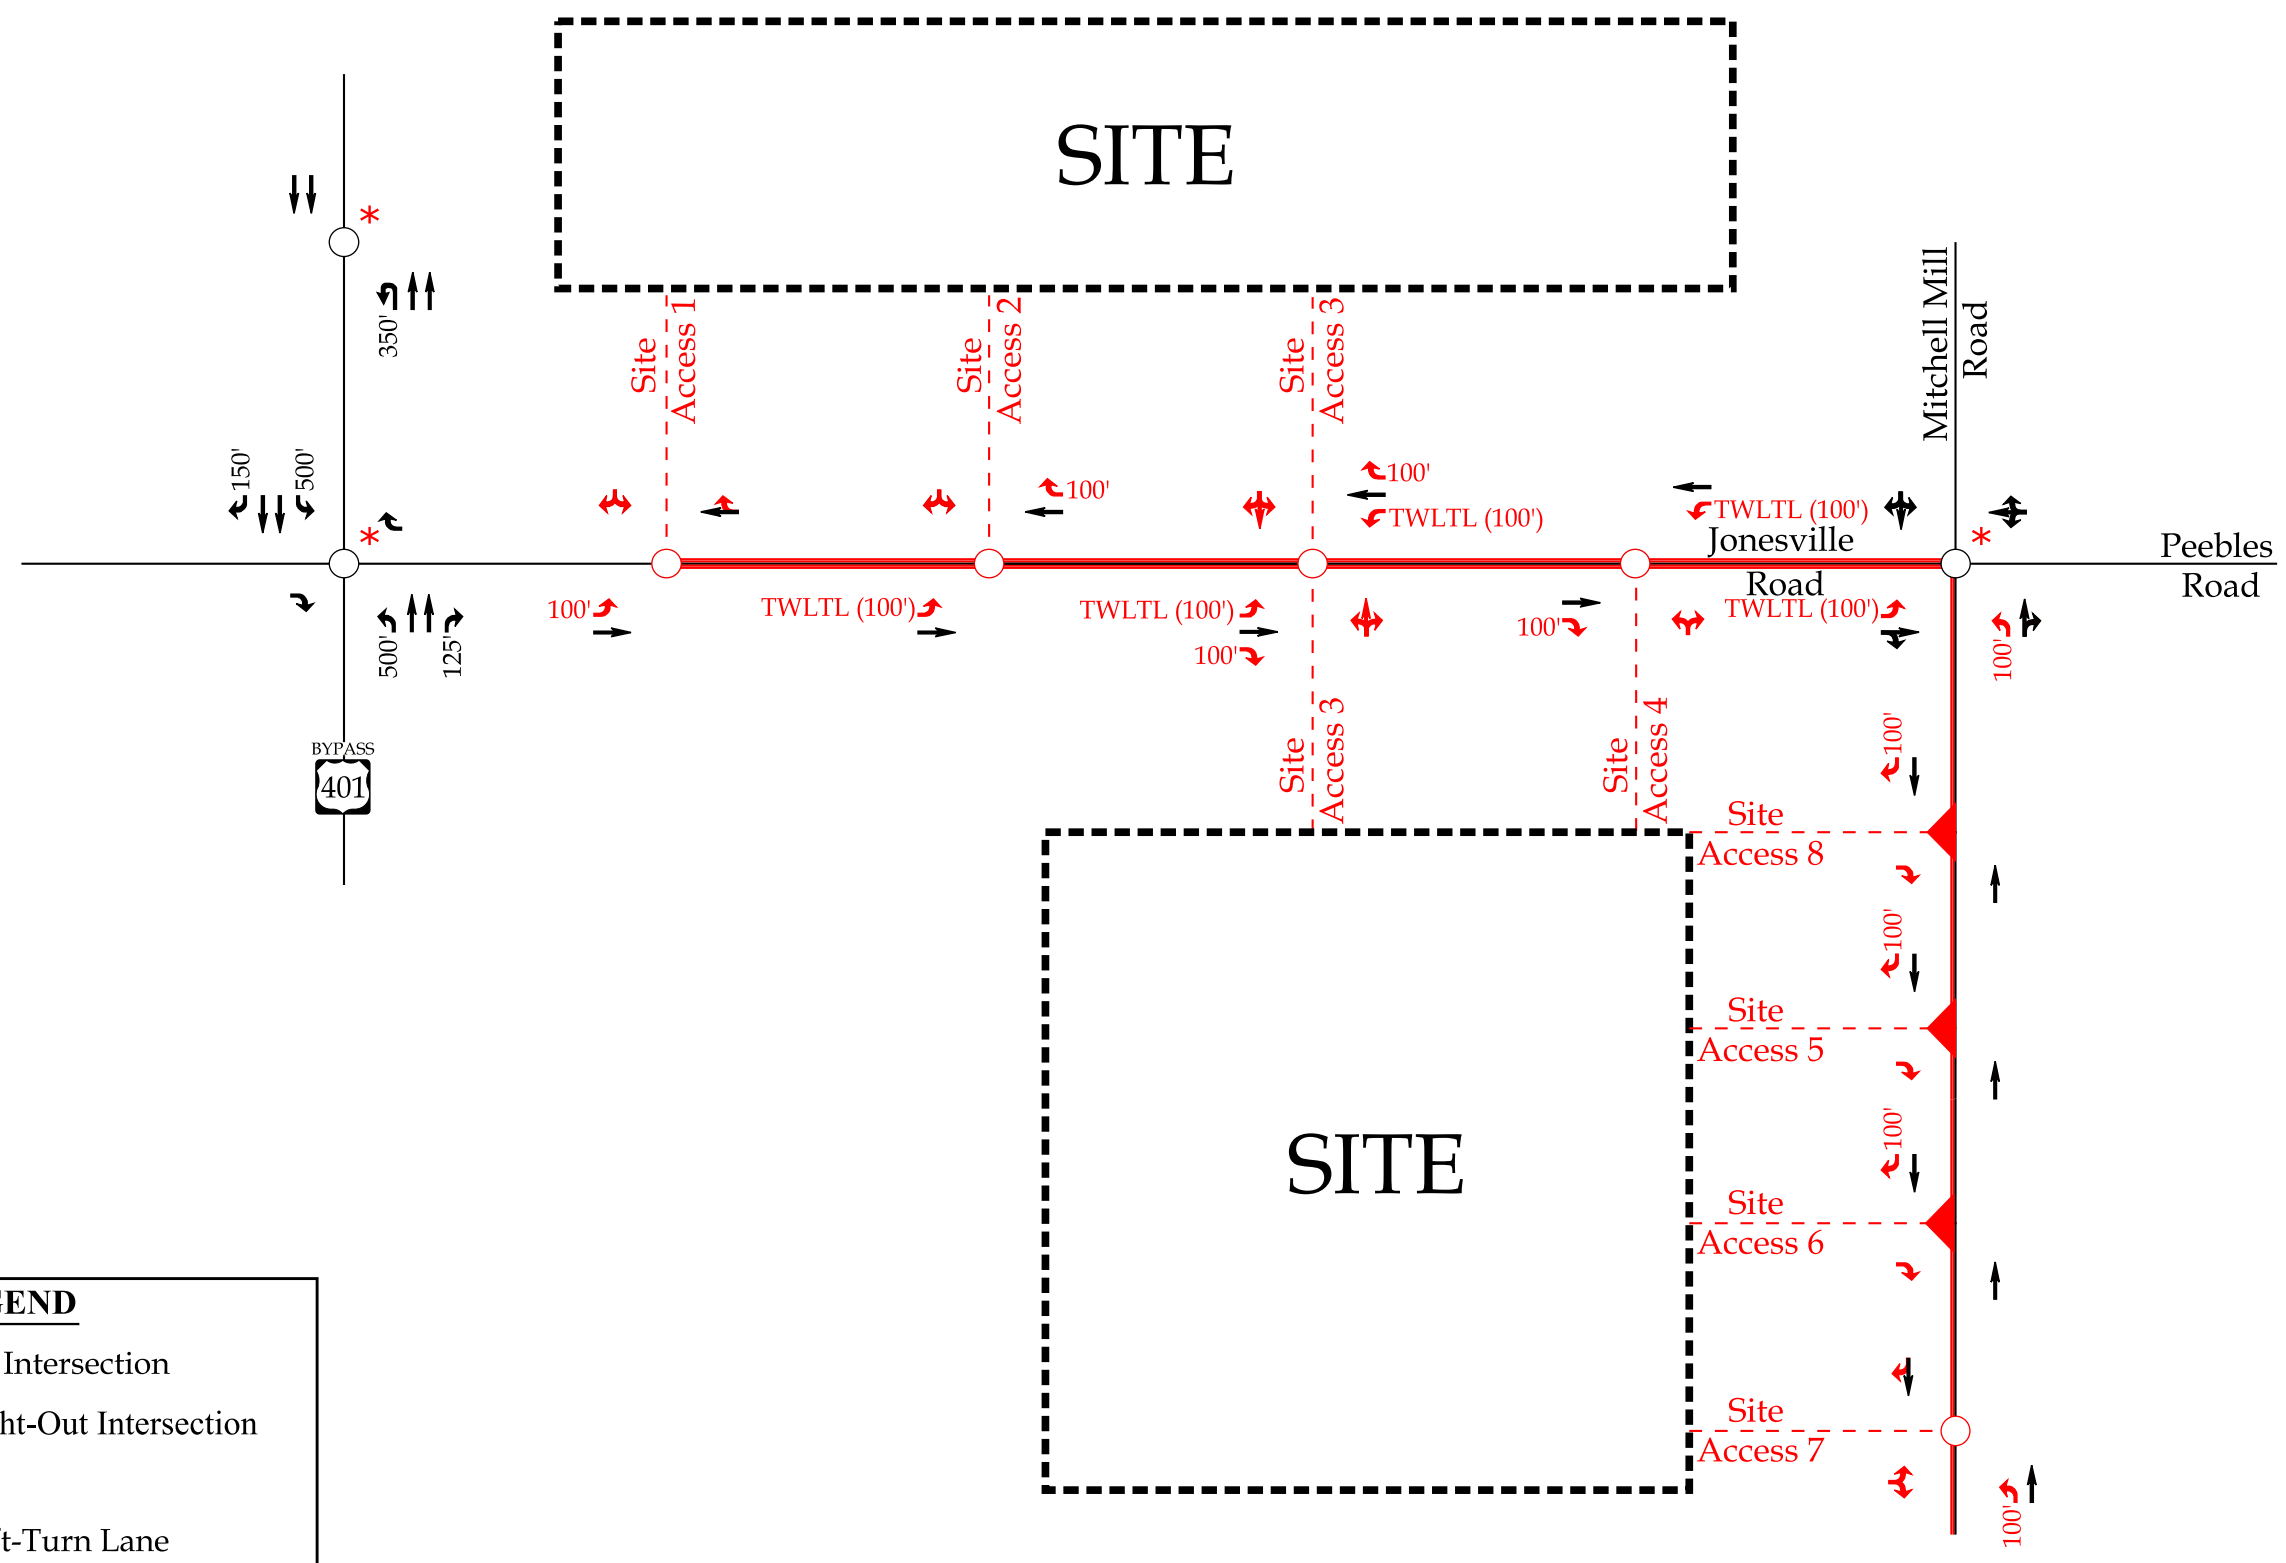 SITE
Mitchell Mill
Road
350'
Site
Access 1
Site
Access 2
Site
Access 3
150'
500'
*
*
100'
100'
TWLTL (100')
TWLTL (100')
*
Jonesville
Road
Peebles
Road
100'
TWLTL (100')
TWLTL (100')
100'
100'
TWLTL (100')
100'
500'
125'
BYPASS
401
Site
Access 3
Site
Access 4
100'
Site
Access 8
100'
Site
Access 5
100'
SITE
Site
Access 6
Site
Access 7
100'
GEND
Intersection
ht-Out Intersection
t-Turn Lane